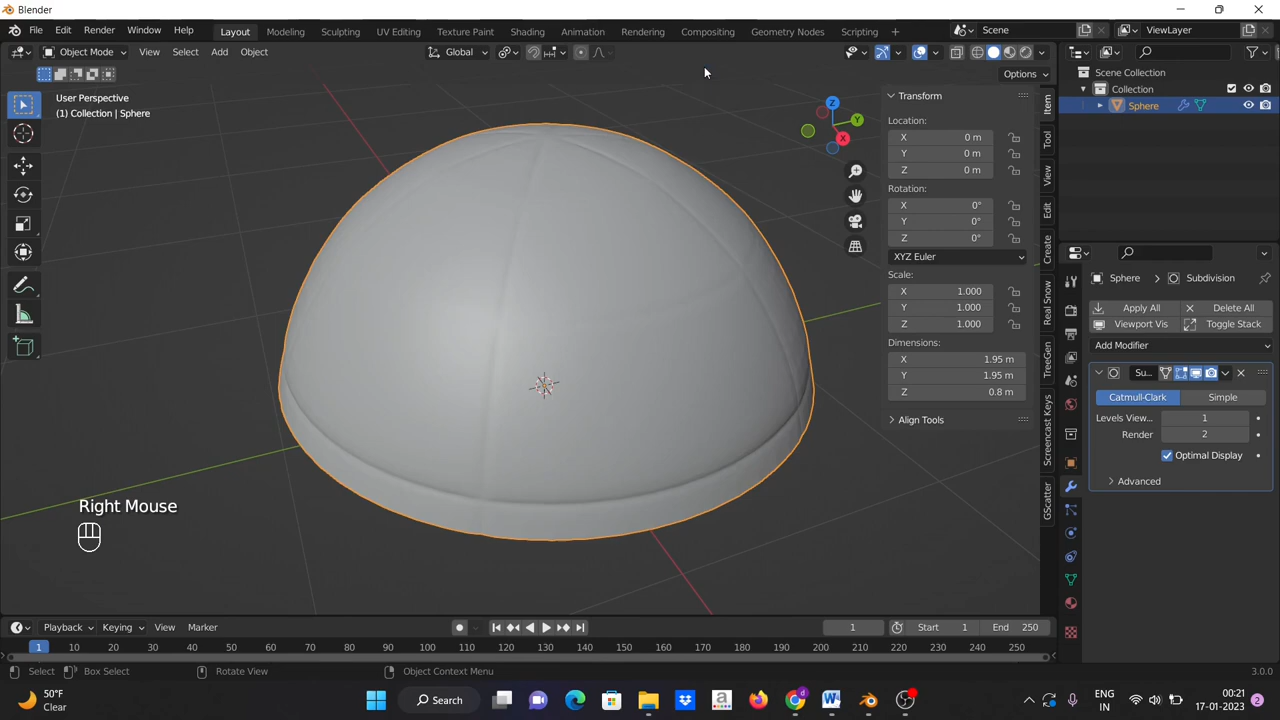 Blender
File Edit Render Window Help Layout Modeling Sculpting UV Editing Texture Paint Shading Animation Rendering Compositing Geometry Nodes Scripting + Scene ViewLayer
Object Mode View Select Add Object Global
Options
User Perspective
(1) Collection | Sphere
Transform
Location:
X 0 m
Y 0 m
Z 0 m
Rotation:
X 0°
Y 0°
Z 0°
XYZ Euler
Scale:
X 1.000
Y 1.000
Z 1.000
Dimensions:
X 1.95 m
Y 1.95 m
Z 0.8 m
Align Tools
Item
Tool
View
Edit
Create
Real Snow
TreeGen
Screencast Keys
GScatter
Z
Y
X
Scene Collection
Collection
Sphere
Sphere > Subdivision
Apply All Delete All
Viewport Vis Toggle Stack
Add Modifier
Su...
Catmull-Clark Simple
Levels View... 1
Render 2
Optimal Display
Advanced
Right Mouse
Playback Keying View Marker 1 Start 1 End 250
1 10 20 30 40 50 60 70 80 90 100 110 120 130 140 150 160 170 180 190 200 210 220 230 240 250
Select Box Select Rotate View Object Context Menu 3.0.0
50°F
Clear
Search
ENG
IN
00:21
17-01-2023
2